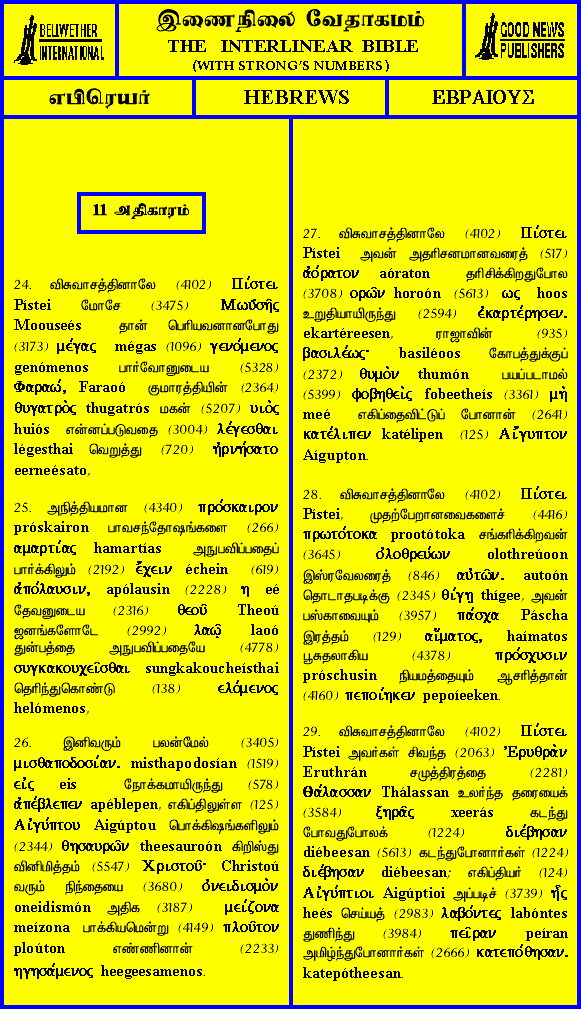 BELLWETHER
INTERNATIONAL
இணைநிலை வேதாகமம்
THE INTERLINEAR BIBLE
(WITH STRONG'S NUMBERS)
GOOD NEWS
PUBLISHERS
எபிரெயர்
HEBREWS
ΕΒΡΑΙΟΥΣ
11 அதிகாரம்
24. விசுவாசத்தினாலே (4102) Πίστει
Pístei மோசே (3475) Μωΰσῆς
Moouseés தான் பெரியவனானபோது
(3173) μέγας mégas (1096) γενόμενος
genómenos பார்வோனுடைய (5328)
Φαραώ, Faraoó குமாரத்தியின் (2364)
θυγατρὸς thugatrós மகன் (5207) υιὸς
huiós என்னப்படுவதை (3004) λέγεσθαι
légesthai வெறுத்து (720) ἠρνήσατο
eerneésato,
25. அநித்தியமான (4340) πρόσκαιρον
próskairon பாவசந்தோஷங்களை (266)
αμαρτίας hamartías அநுபவிப்பதைப்
பார்க்கிலும் (2192) ἔχειν échein (619)
ἀπόλαυσιν, apólausin (2228) η eé
தேவனுடைய (2316) θεοῦ Theoú
ஜனங்களோடே (2992) λαῷ laoó
துன்பத்தை அநுபவிப்பதையே (4778)
συγκακουχεῖσθαι sungkakoucheísthai
தெரிந்துகொண்டு (138) ελόμενος
helómenos,
26. இனிவரும் பலன்மேல் (3405)
μισθαποδοσίαν. misthapodosían (1519)
εἰς eis நோக்கமாயிருந்து (578)
ἀπέβλεπεν apéblepen, எகிப்திலுள்ள (125)
Αἰγύπτου Aigúptou பொக்கிஷங்களிலும்
(2344) θησαυρῶν theesauroón கிறிஸ்து
வினிமித்தம் (5547) Χριστοῦ· Christoú
வரும் நிந்தையை (3680) ὀνειδισμὸν
oneidismón அதிக (3187) μείζονα
meízona பாக்கியமென்று (4149) πλοῦτον
ploúton எண்ணினான் (2233)
ηγησάμενος heegeesamenos.
27. விசுவாசத்தினாலே (4102) Πίστει
Pístei அவன் அதரிசனமானவரைத் (517)
ἀόρατον aóraton தரிசிக்கிறதுபோல
(3708) ορῶν horoón (5613) ως hoos
உறுதியாயிருந்து (2594) ἐκαρτέρησεν.
ekartéreesen, ராஜாவின் (935)
βασιλέως· basiléoos கோபத்துக்குப்
(2372) θυμὸν thumón பயப்படாமல்
(5399) φοβηθεὶς fobeetheís (3361) μὴ
meé எகிப்தைவிட்டுப் போனான் (2641)
κατέλιπεν katélipen (125) Αἴγυπτον
Aígupton.
28. விசுவாசத்தினாலே (4102) Πίστει
Pístei, முதற்பேறானவைகளைச் (4416)
πρωτότοκα prootótoka சங்கரிக்கிறவன்
(3645) ὀλοθρεύων olothreúoon
இஸ்ரவேலரைத் (846) αὐτῶν. autoón
தொடாதபடிக்கு (2345) θίγῃ thígee, அவன்
பஸ்காவையும் (3957) πάσχα Páscha
இரத்தம் (129) αἵματος, haímatos
பூசுதலாகிய (4378) πρόσχυσιν
próschusin நியமத்தையும் ஆசரித்தான்
(4160) πεποίηκεν pepoíeeken.
29. விசுவாசத்தினாலே (4102) Πίστει
Pístei அவர்கள் சிவந்த (2063) Ἐρυθρὰν
Eruthrán சமுத்திரத்தை (2281)
Θάλασσαν Thálassan உலர்ந்த தரையைக்
(3584) ξηρᾶς xeerás கடந்து
போவதுபோலக் (1224) διέβησαν
diébeesan (5613) கடந்துபோனார்கள் (1224)
διέβησαν diébeesan; எகிப்தியர் (124)
Αἰγύπτιοι Aigúptioi அப்படிச் (3739) ἧς
heés செய்யத் (2983) λαβόντες labóntes
துணிந்து (3984) πεῖραν peíran
அமிழ்ந்துபோனார்கள் (2666) κατεπόθησαν.
katepótheesan.